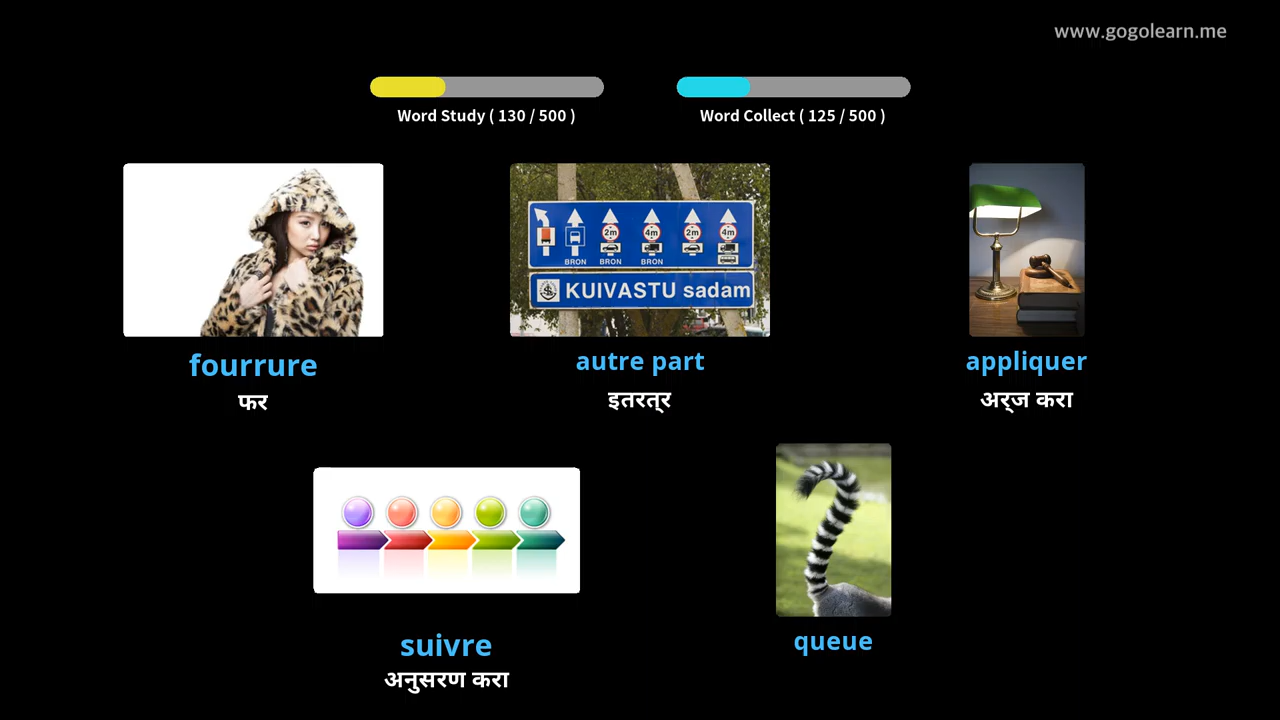 www.gogolearn.me
Word Study ( 130 / 500 )
Word Collect ( 125 / 500 )
2m
4m
2m
4m
BRON
BRON
BRON
KUIVASTU sadam
fourrure
autre part
appliquer
फर
इतरत्र
अर्ज करा
suivre
queue
अनुसरण करा